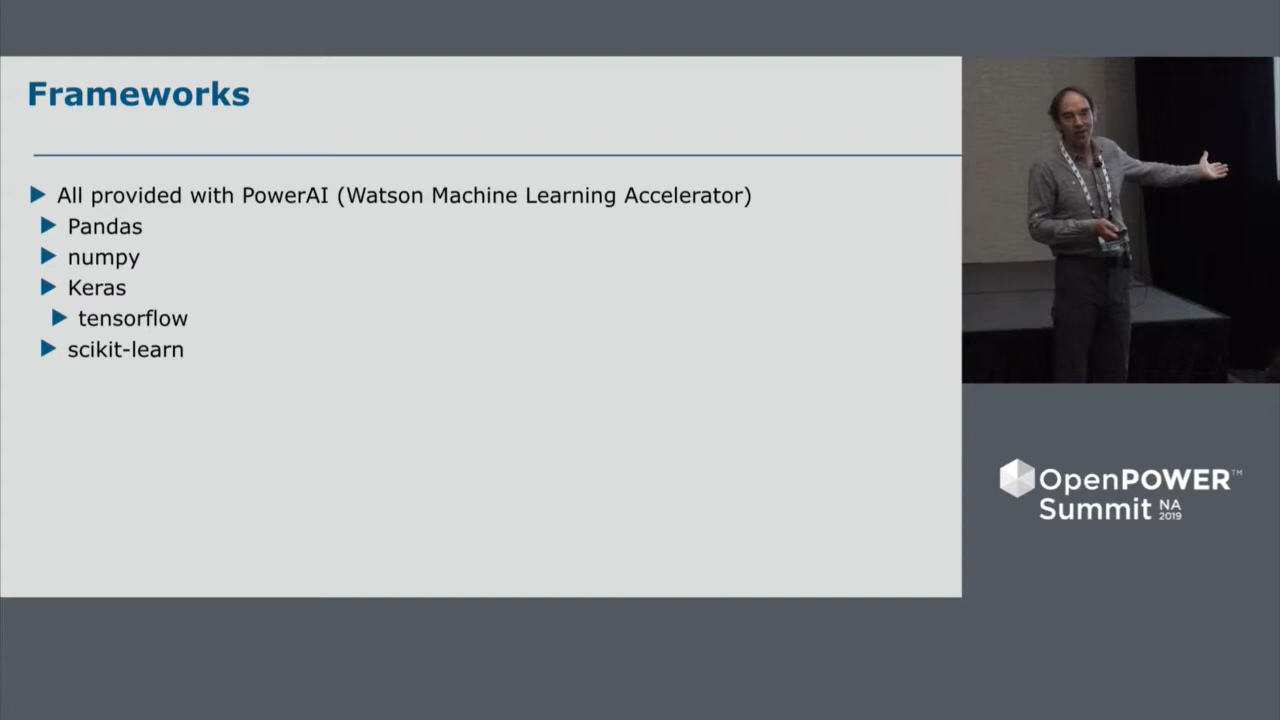 Frameworks
All provided with PowerAI (Watson Machine Learning Accelerator)
Pandas
numpy
Keras
tensorflow
scikit-learn
OpenPOWER™
Summit NA
2019